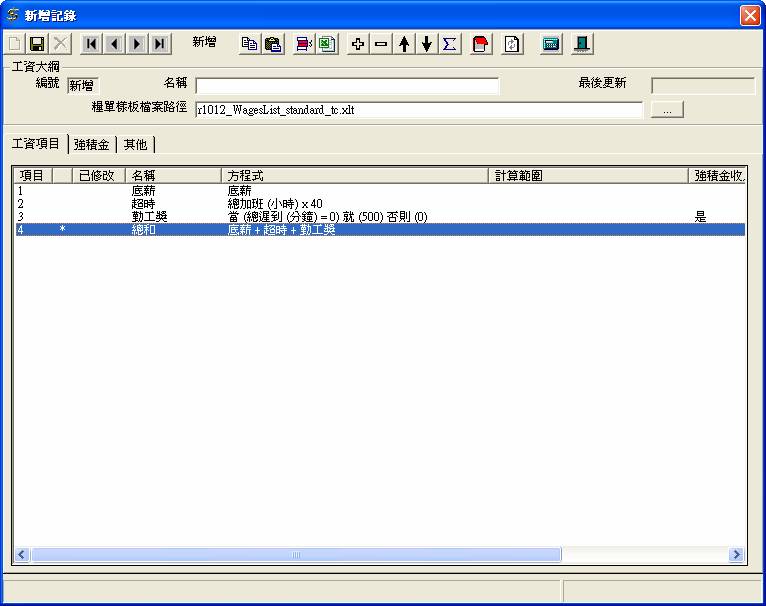 新增記錄
新增
工資大綱
編號 新增 名稱 最後更新
糧單樣板檔案路徑 r1012_WagesList_standard_tc.xlt ...
工資項目 強積金 其他
項目 已修改 名稱 方程式 計算範圍 強積金收.
1 底薪 底薪
2 超時 總加班 (小時) x 40
3 勤工獎 當 (總遲到 (分鐘) = 0) 就 (500) 否則 (0) 是
4 * 總和 底薪 + 超時 + 勤工獎